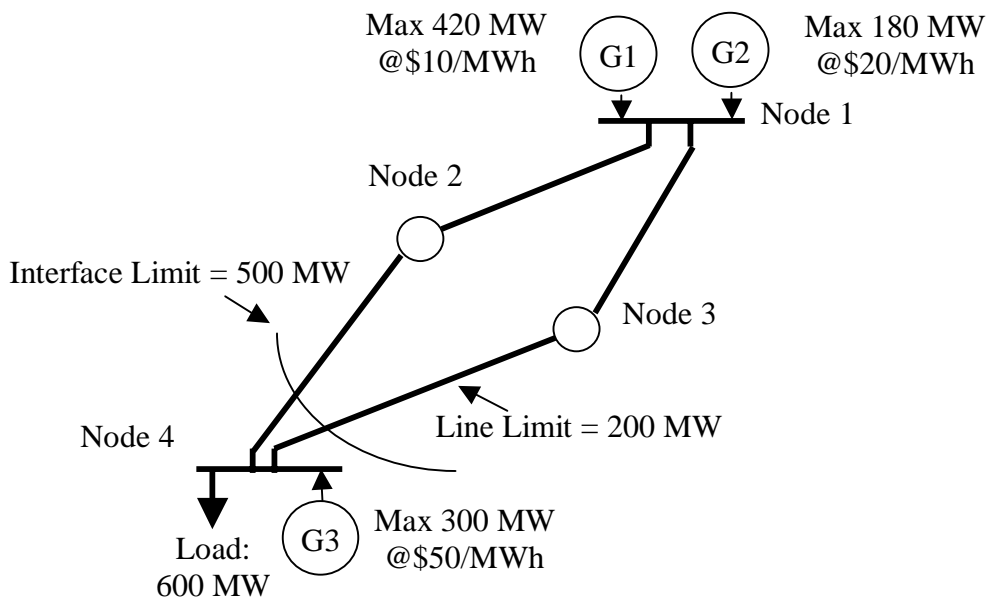 Max 420 MW
@$10/MWh
G1
G2
Max 180 MW
@$20/MWh
Node 1
Node 2
Interface Limit = 500 MW
Node 3
Line Limit = 200 MW
Node 4
Load:
600 MW
G3
Max 300 MW
@$50/MWh